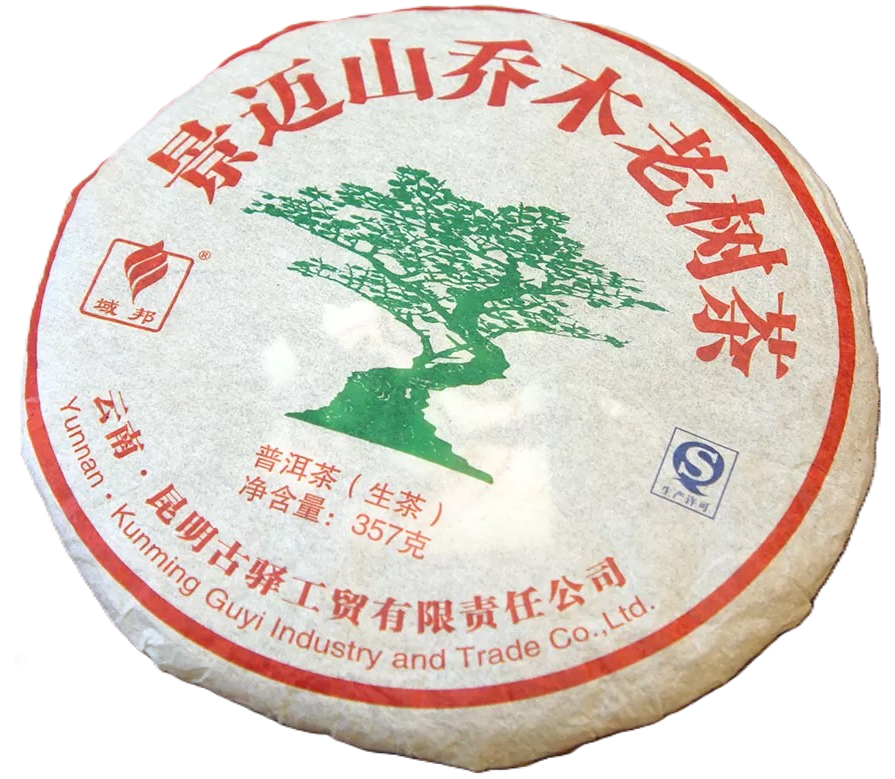 景迈山乔木老树茶
®
域邦
普洱茶(生茶)
净含量:357克
S
生产许可
云南·昆明古驿工贸有限责任公司
Yunnan·Kunming Guyi Industry and Trade Co.,Ltd.